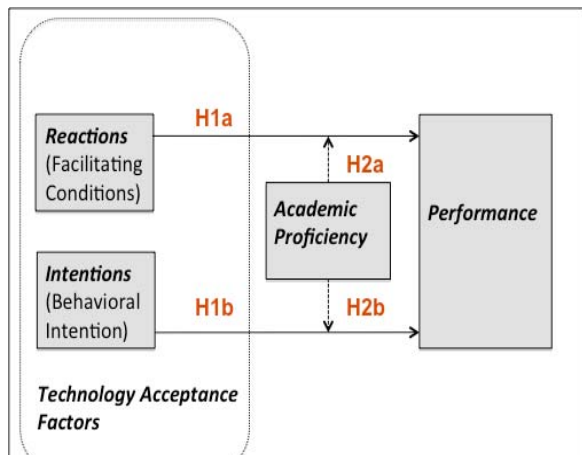 H1a
Reactions
(Facilitating
Conditions)
H2a
Academic
Proficiency
Performance
Intentions
(Behavioral
Intention)
H1b
H2b
Technology Acceptance
Factors